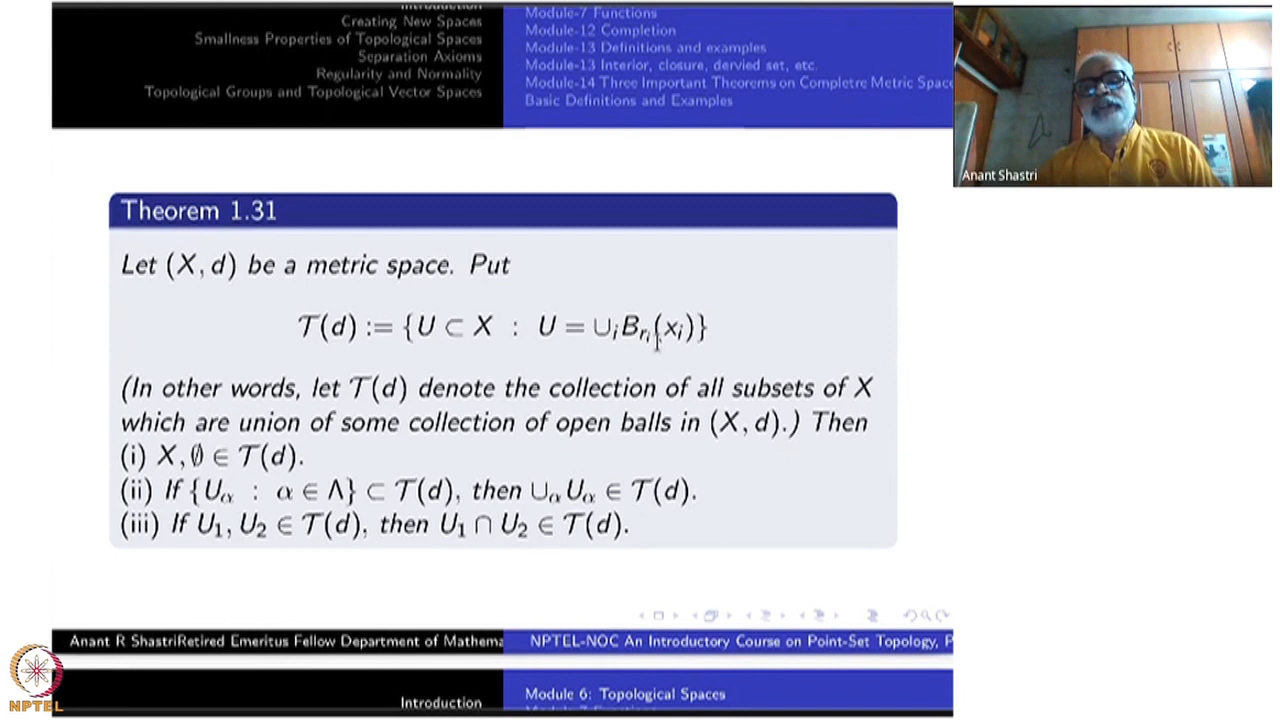 Introduction
Creating New Spaces
Smallness Properties of Topological Spaces
Separation Axioms
Regularity and Normality
Topological Groups and Topological Vector Spaces
Module-7 Functions
Module-12 Completion
Module-13 Definitions and examples
Module-13 Interior, closure, dervied set, etc.
Module-14 Three Important Theorems on Completre Metric Space
Basic Definitions and Examples
Anant Shastri
Theorem 1.31
Let (X, d) be a metric space. Put
𝒯(d) := {U ⊂ X : U = ∪ᵢB_{rᵢ}(xᵢ)}
(In other words, let 𝒯(d) denote the collection of all subsets of X
which are union of some collection of open balls in (X, d).) Then
(i) X, ∅ ∈ 𝒯(d).
(ii) If {U_α : α ∈ Λ} ⊂ 𝒯(d), then ∪_αU_α ∈ 𝒯(d).
(iii) If U₁, U₂ ∈ 𝒯(d), then U₁ ∩ U₂ ∈ 𝒯(d).
Anant R ShastriRetired Emeritus Fellow Department of Mathema
NPTEL-NOC An Introductory Course on Point-Set Topology, P
NPTEL
Introduction
Module 6: Topological Spaces